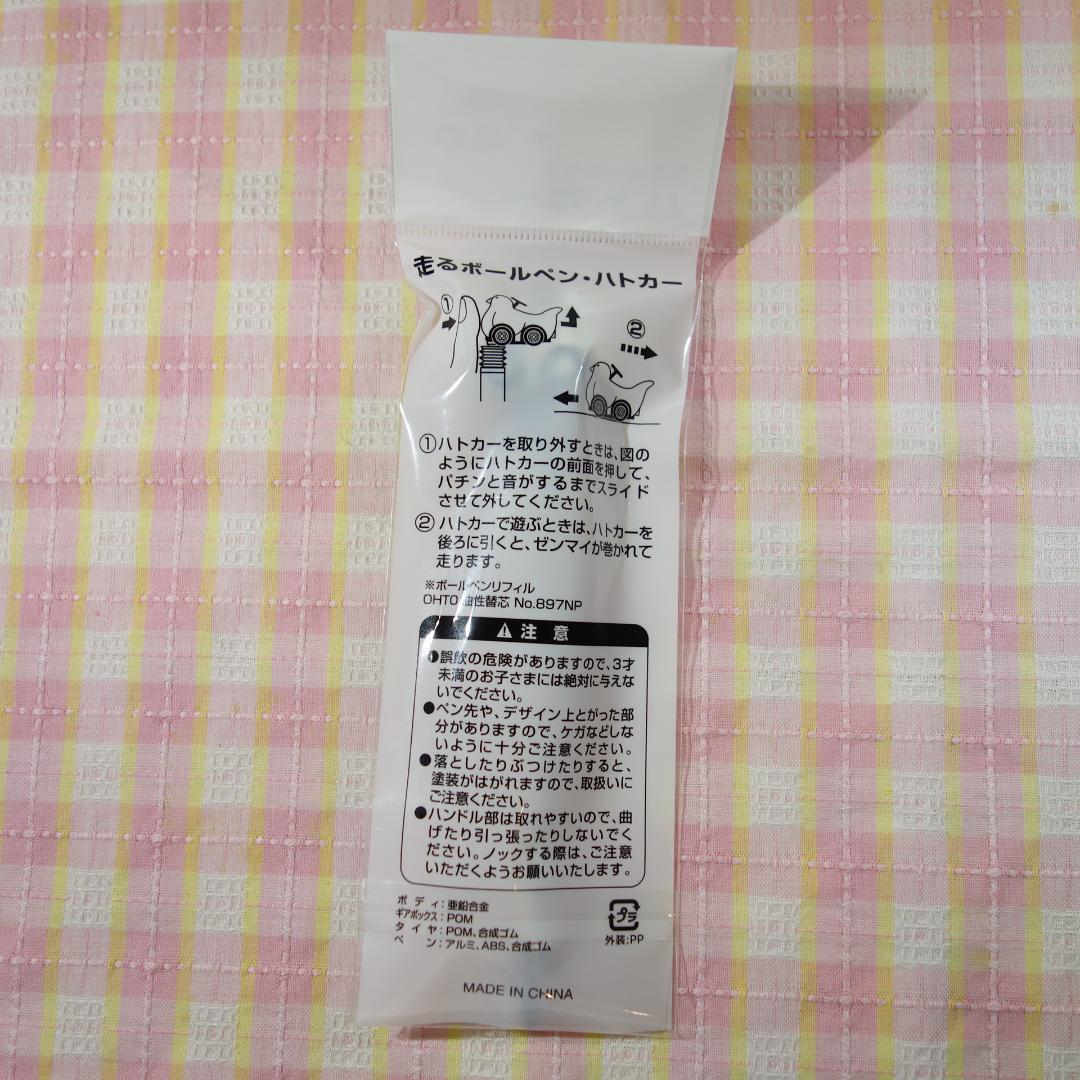 走るボールペン・ハトカー
①
②
①ハトカーを取り外すときは、図の
ようにハトカーの前面を押して、
パチンと音がするまでスライド
させて外してください。
②ハトカーで遊ぶときは、ハトカーを
後ろに引くと、ゼンマイが巻かれて
走ります。
※ボールペンリフィル
OHTO 油性替芯 No.897NP
⚠注意
●誤飲の危険がありますので、3才
未満のお子さまには絶対に与えな
いでください。
●ペン先や、デザイン上とがった部
分がありますので、ケガなどしな
いように十分ご注意ください。
●落としたりぶつけたりすると、
塗装がはがれますので、取扱いに
ご注意ください。
●ハンドル部は取れやすいので、曲
げたり引っ張ったりしないでく
ださい。ノックする際は、ご注意
いただくようお願いいたします。
ボディ:亜鉛合金
ギアボックス:POM
タイヤ:POM、合成ゴム
ペン:アルミ、ABS、合成ゴム
プラ
外装:PP
MADE IN CHINA